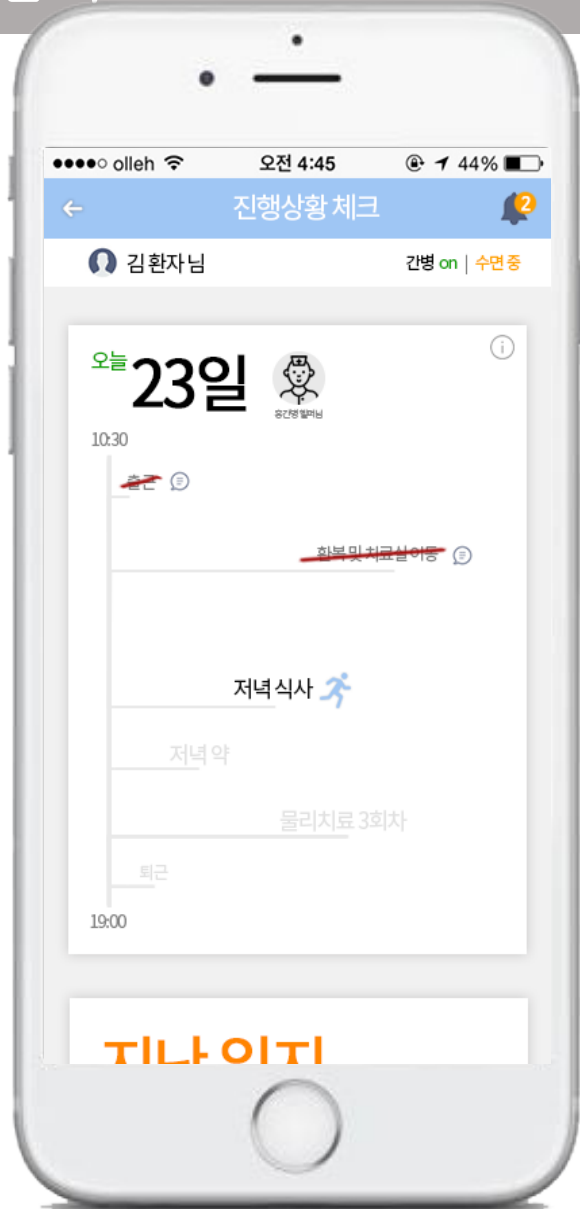 olleh 오전 4:45 44%
진행상황 체크 2
김환자님 간병 on | 수면 중
오늘 23일
10:30
출근
환복 및 치료실 이동
저녁 식사
저녁 약
물리치료 3회차
퇴근
19:00
지난 일지